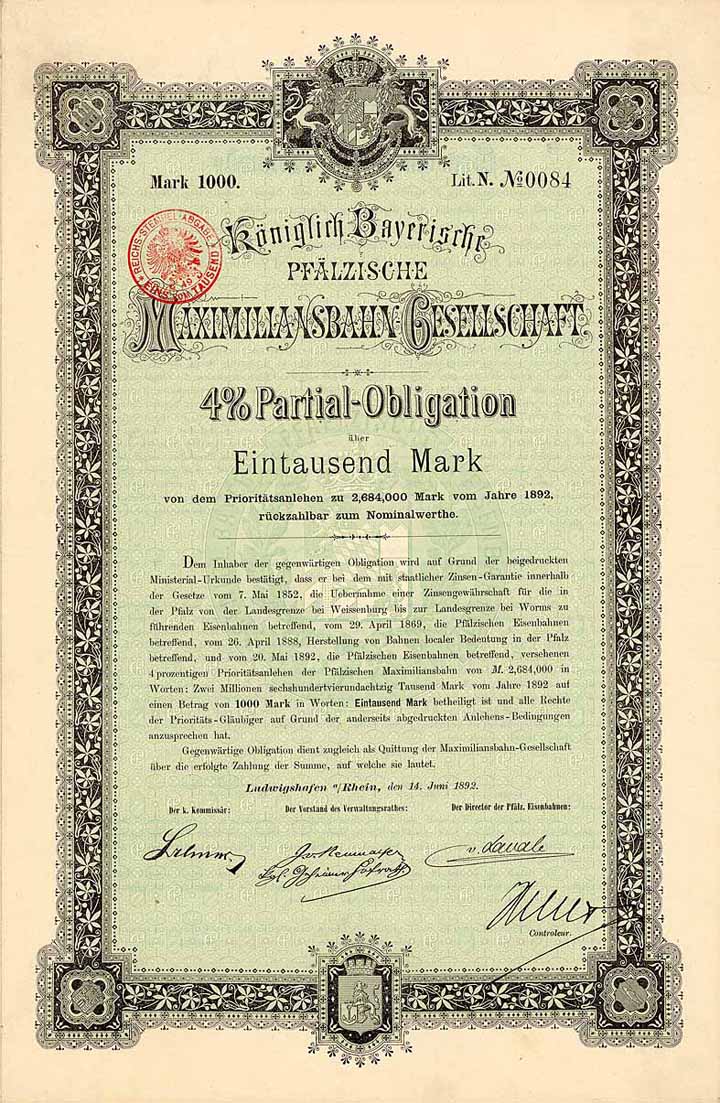 Mark 1000.
Lit. N. № 0084
REICHS-STEMPEL-ABGABE
EINS VOM TAUSEND
Königlich Bayerische
PFÄLZISCHE
MAXIMILIANSBAHN-GESELLSCHAFT.
4% Partial-Obligation
über
Eintausend Mark
von dem Prioritätsanlehen zu 2,684,000 Mark vom Jahre 1892,
rückzahlbar zum Nominalwerthe.
Dem Inhaber der gegenwärtigen Obligation wird auf Grund der beigedruckten
Ministerial-Urkunde bestätigt, dass er bei dem mit staatlicher Zinsen-Garantie innerhalb
der Gesetze vom 7. Mai 1852, die Uebernahme einer Zinsengewährschaft für die in
der Pfalz von der Landesgrenze bei Weissenburg bis zur Landesgrenze bei Worms zu
führenden Eisenbahnen betreffend, vom 29. April 1869, die Pfälzischen Eisenbahnen
betreffend, vom 26. April 1888, Herstellung von Bahnen localer Bedeutung in der Pfalz
betreffend, und vom 20. Mai 1892, die Pfälzischen Eisenbahnen betreffend, versehenen
4 prozentigen Prioritätsanlehen der Pfälzischen Maximiliansbahn von M. 2,684,000 in
Worten: Zwei Millionen sechshundertvierundachtzig Tausend Mark vom Jahre 1892 auf
einen Betrag von 1000 Mark in Worten: Eintausend Mark betheiligt ist und alle Rechte
der Prioritäts-Gläubiger auf Grund der anderseits abgedruckten Anlehens-Bedingungen
anzusprechen hat.
Gegenwärtige Obligation dient zugleich als Quittung der Maximiliansbahn-Gesellschaft
über die erfolgte Zahlung der Summe, auf welche sie lautet.
Ludwigshafen a/Rhein, den 14. Juni 1892.
Der k. Kommissär:
Der Vorstand des Verwaltungsrathes:
Der Director der Pfälz. Eisenbahnen:
v. Lavale
Controleur.